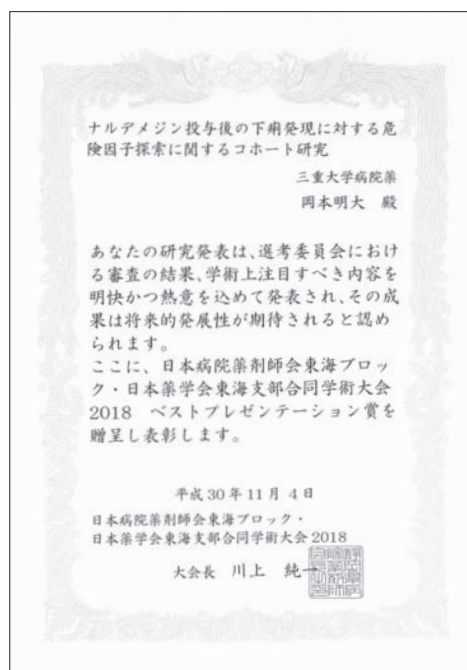 ナルデメジン投与後の下痢発現に対する危
険因子探索に関するコホート研究
三重大学病院薬
岡本明大 殿
あなたの研究発表は、選考委員会におけ
る審査の結果、学術上注目すべき内容を
明快かつ熱意を込めて発表され、その成
果は将来的発展性が期待されると認め
られます。
ここに、日本病院薬剤師会東海ブロッ
ク・日本薬学会東海支部合同学術大会
2018 ベストプレゼンテーション賞を
贈呈し表彰します。
平成30年11月 4日
日本病院薬剤師会東海ブロック・
日本薬学会東海支部合同学術大会 2018
大会長 川上 純一